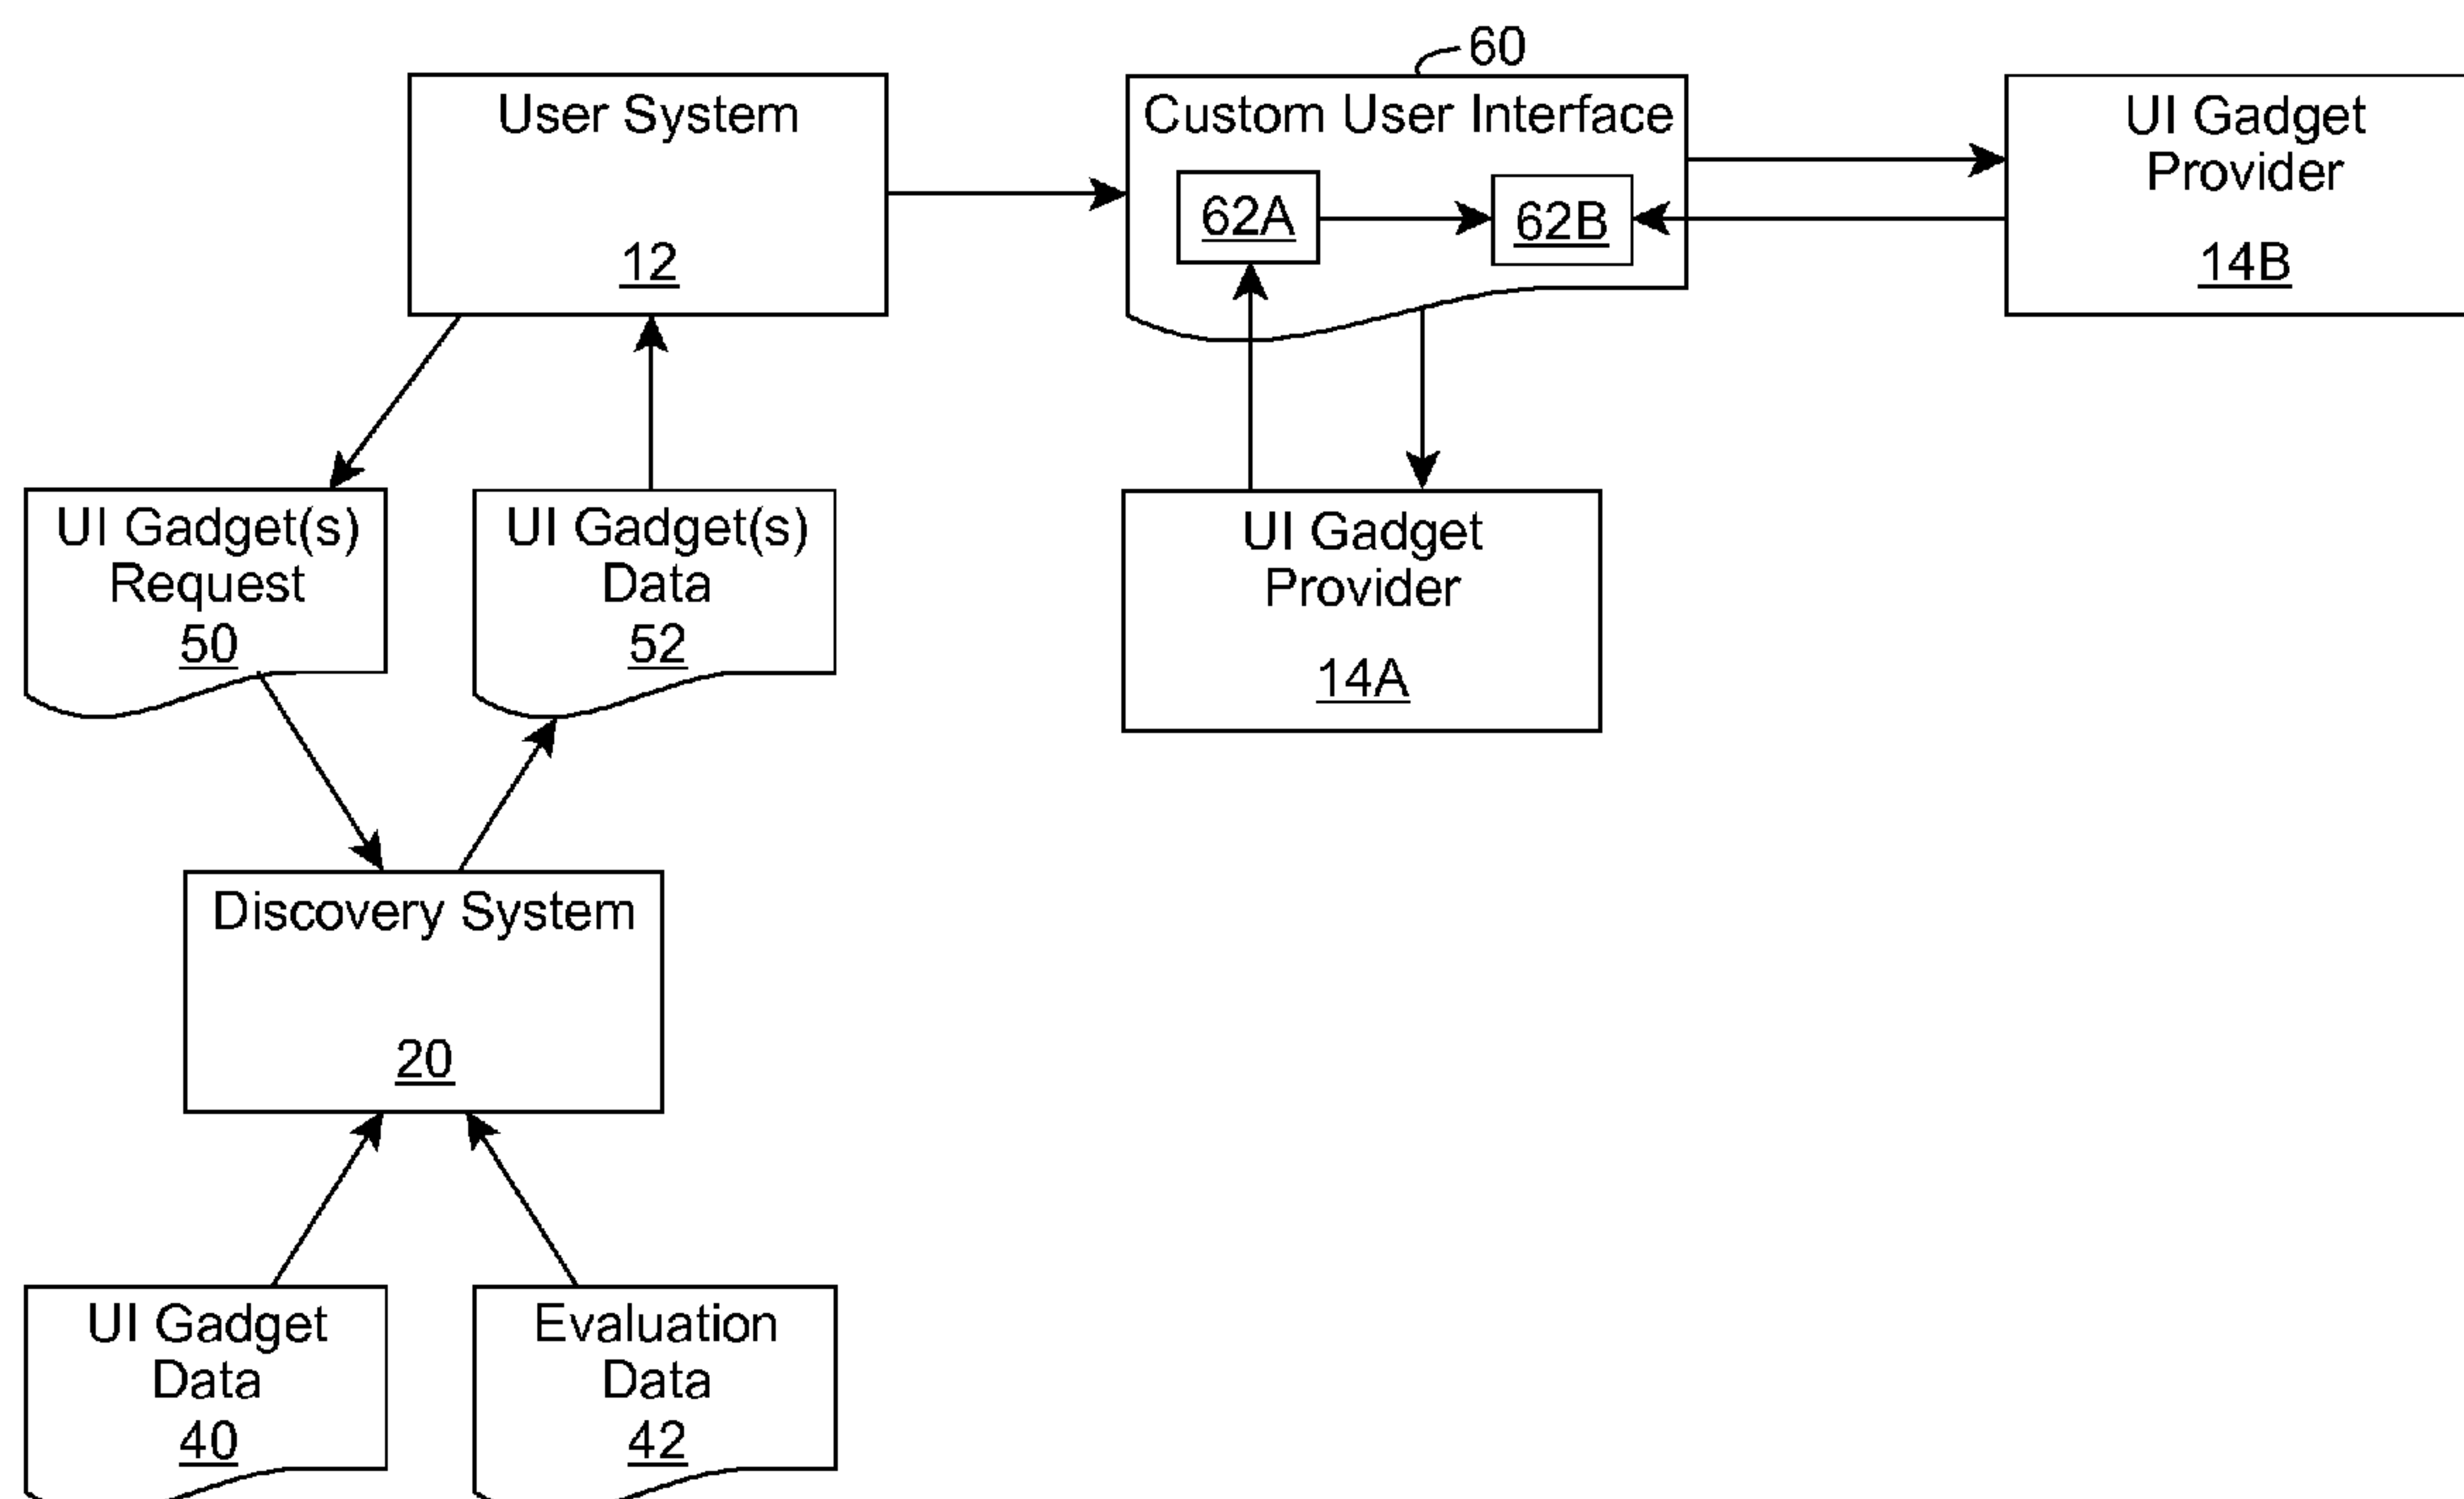 60
User System
12
Custom User Interface
62A
62B
UI Gadget
Provider
14B
UI Gadget(s)
Request
50
UI Gadget(s)
Data
52
UI Gadget
Provider
14A
Discovery System
20
UI Gadget
Data
40
Evaluation
Data
42